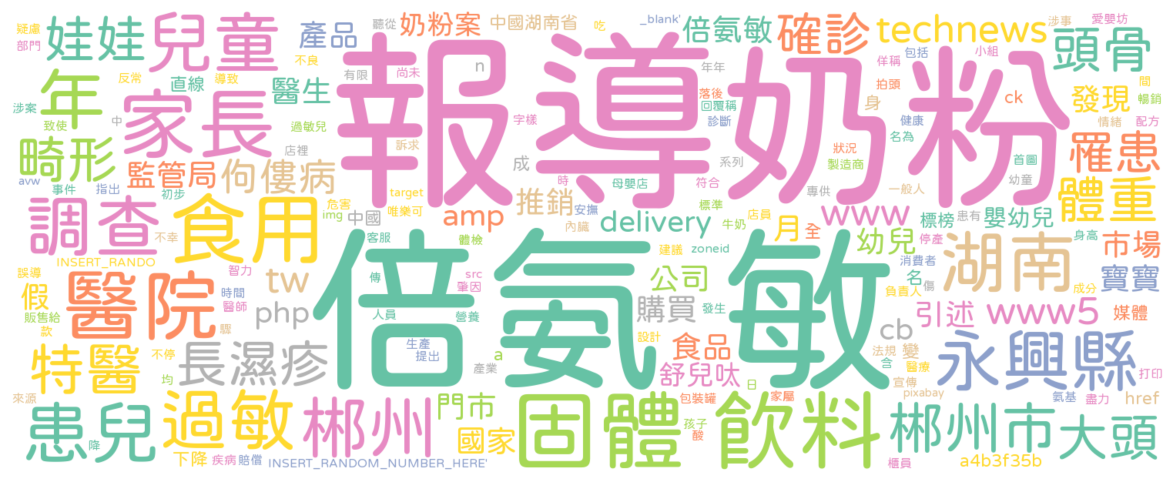 疑慮 部門 娃娃 兒童 產品 聽從 奶粉案 中國湖南省 吃 _blank' 倍氨敏 確診 technews 涉事 愛嬰坊 頭骨
年 反常 導致 直線 不良 有限 尚未 n 年年 落後 包括 小組 佯稱 拍頭 ck 發現 間 暢銷
涉案 致使 中 家長 醫生 報導 奶粉 字樣 回覆稱 診斷 身 健康 名為 情緒 配方
畸形 過敏兒 店裡 訴求 成 系列 狀況 製造商 首圖 罹患
avw 事件 指出 監管局 佝僂病 target 時 母嬰店 符合 專供 一般人 幼童 體重
初步 危害 img 唯樂可 推銷 安撫 標準 店員 www 標榜 患有 嬰幼兒
調查 不幸 食用 中國 amp 內臟 delivery 牛奶 月 全 停產 身高 市場
INSERT_RANDO 客服 體檢 倍氨敏 建議 zoneid 幼兒 消費者 湖南
誤導 智力 tw 傳 src 肇因 公司 名 傷 負責人 成分 寶寶
假 醫院 時間 醫師 人員 營養 購買 發生 引述 www5 媒體
販售給 款 驟 php 生產 提出 設計 cb 法規 變 永興縣
特醫 不停 長濕疹 a 產業 食品 含 醫療 打印
來源 均 舒兒呔 日 宣傳 pixabay 氨基 盡力 href
患兒 過敏 郴州 門市 固體 包裝罐 家屬 飲料 郴州市 大頭
降 下降 疾病 賠償 INSERT_RANDOM_NUMBER_HERE' 國家 孩子 酸 櫃員 a4b3f35b